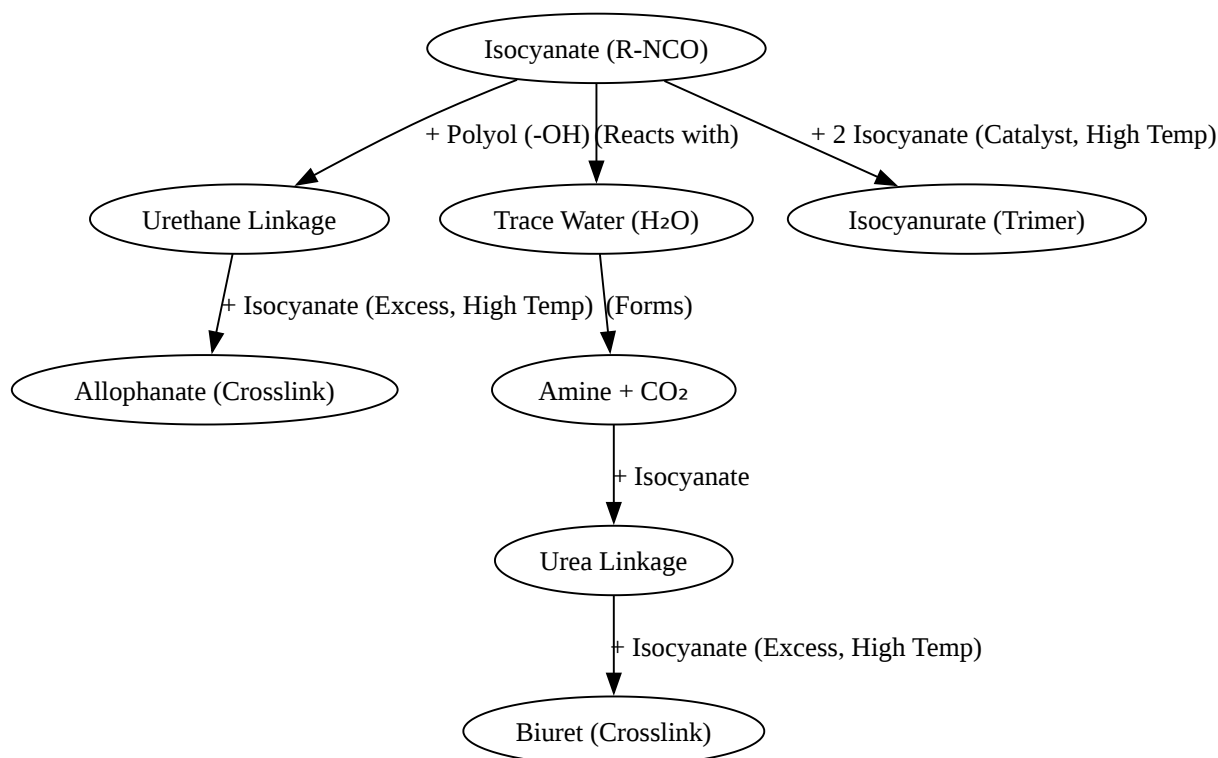 Isocyanate (R-NCO)
+ Polyol (-OH)
(Reacts with)
+ 2 Isocyanate (Catalyst, High Temp)
Urethane Linkage
Trace Water (H₂O)
Isocyanurate (Trimer)
+ Isocyanate (Excess, High Temp)
(Forms)
Allophanate (Crosslink)
Amine + CO₂
+ Isocyanate
Urea Linkage
+ Isocyanate (Excess, High Temp)
Biuret (Crosslink)